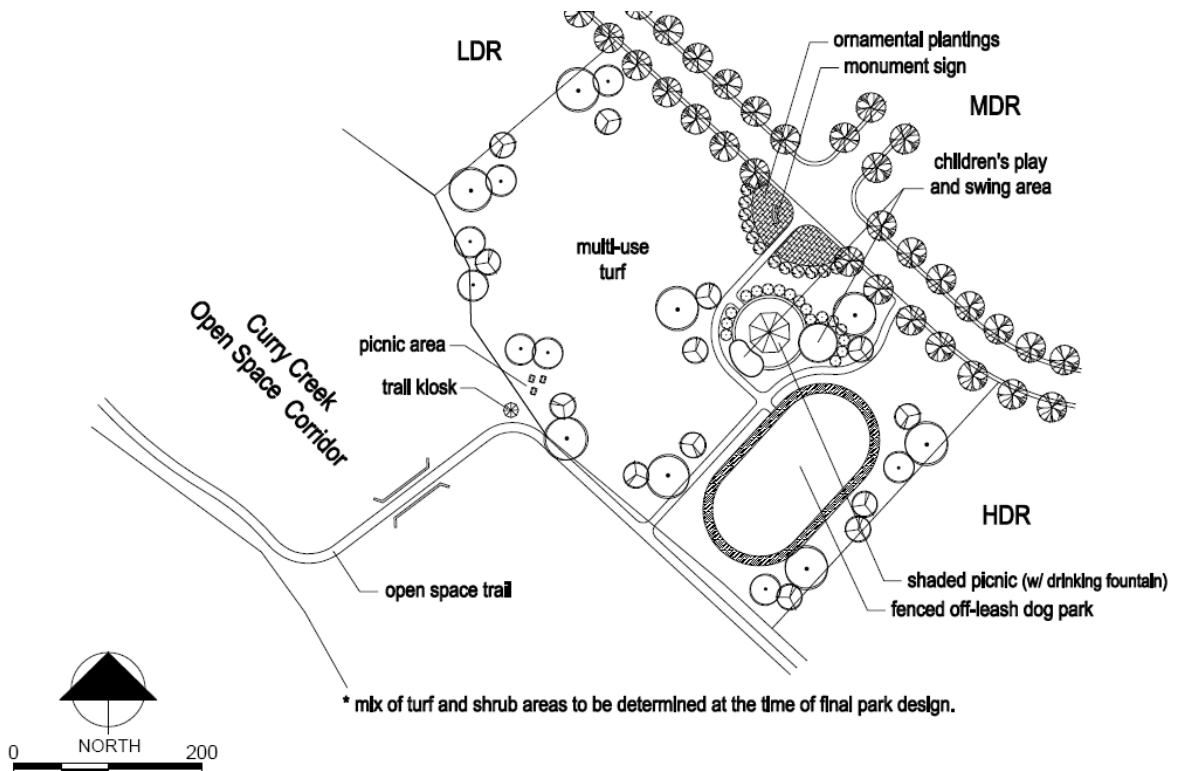 LDR
ornamental plantings
monument sign
MDR
children's play
and swing area
multi-use
turf
Curry Creek
Open Space Corridor
picnic area
trail kiosk
HDR
open space trail
shaded picnic (w/ drinking fountain)
fenced off-leash dog park
* mix of turf and shrub areas to be determined at the time of final park design.
NORTH
0 200